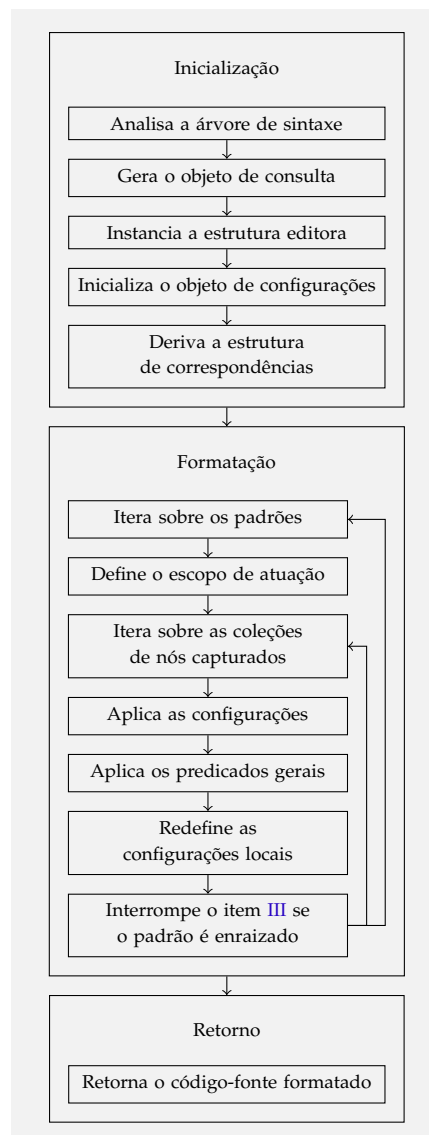 Inicialização
Analisa a árvore de sintaxe
Gera o objeto de consulta
Instancia a estrutura editora
Inicializa o objeto de configurações
Deriva a estrutura
de correspondências
Formatação
Itera sobre os padrões
Define o escopo de atuação
Itera sobre as coleções
de nós capturados
Aplica as configurações
Aplica os predicados gerais
Redefine as
configurações locais
Interrompe o item III se
o padrão é enraizado
Retorno
Retorna o código-fonte formatado